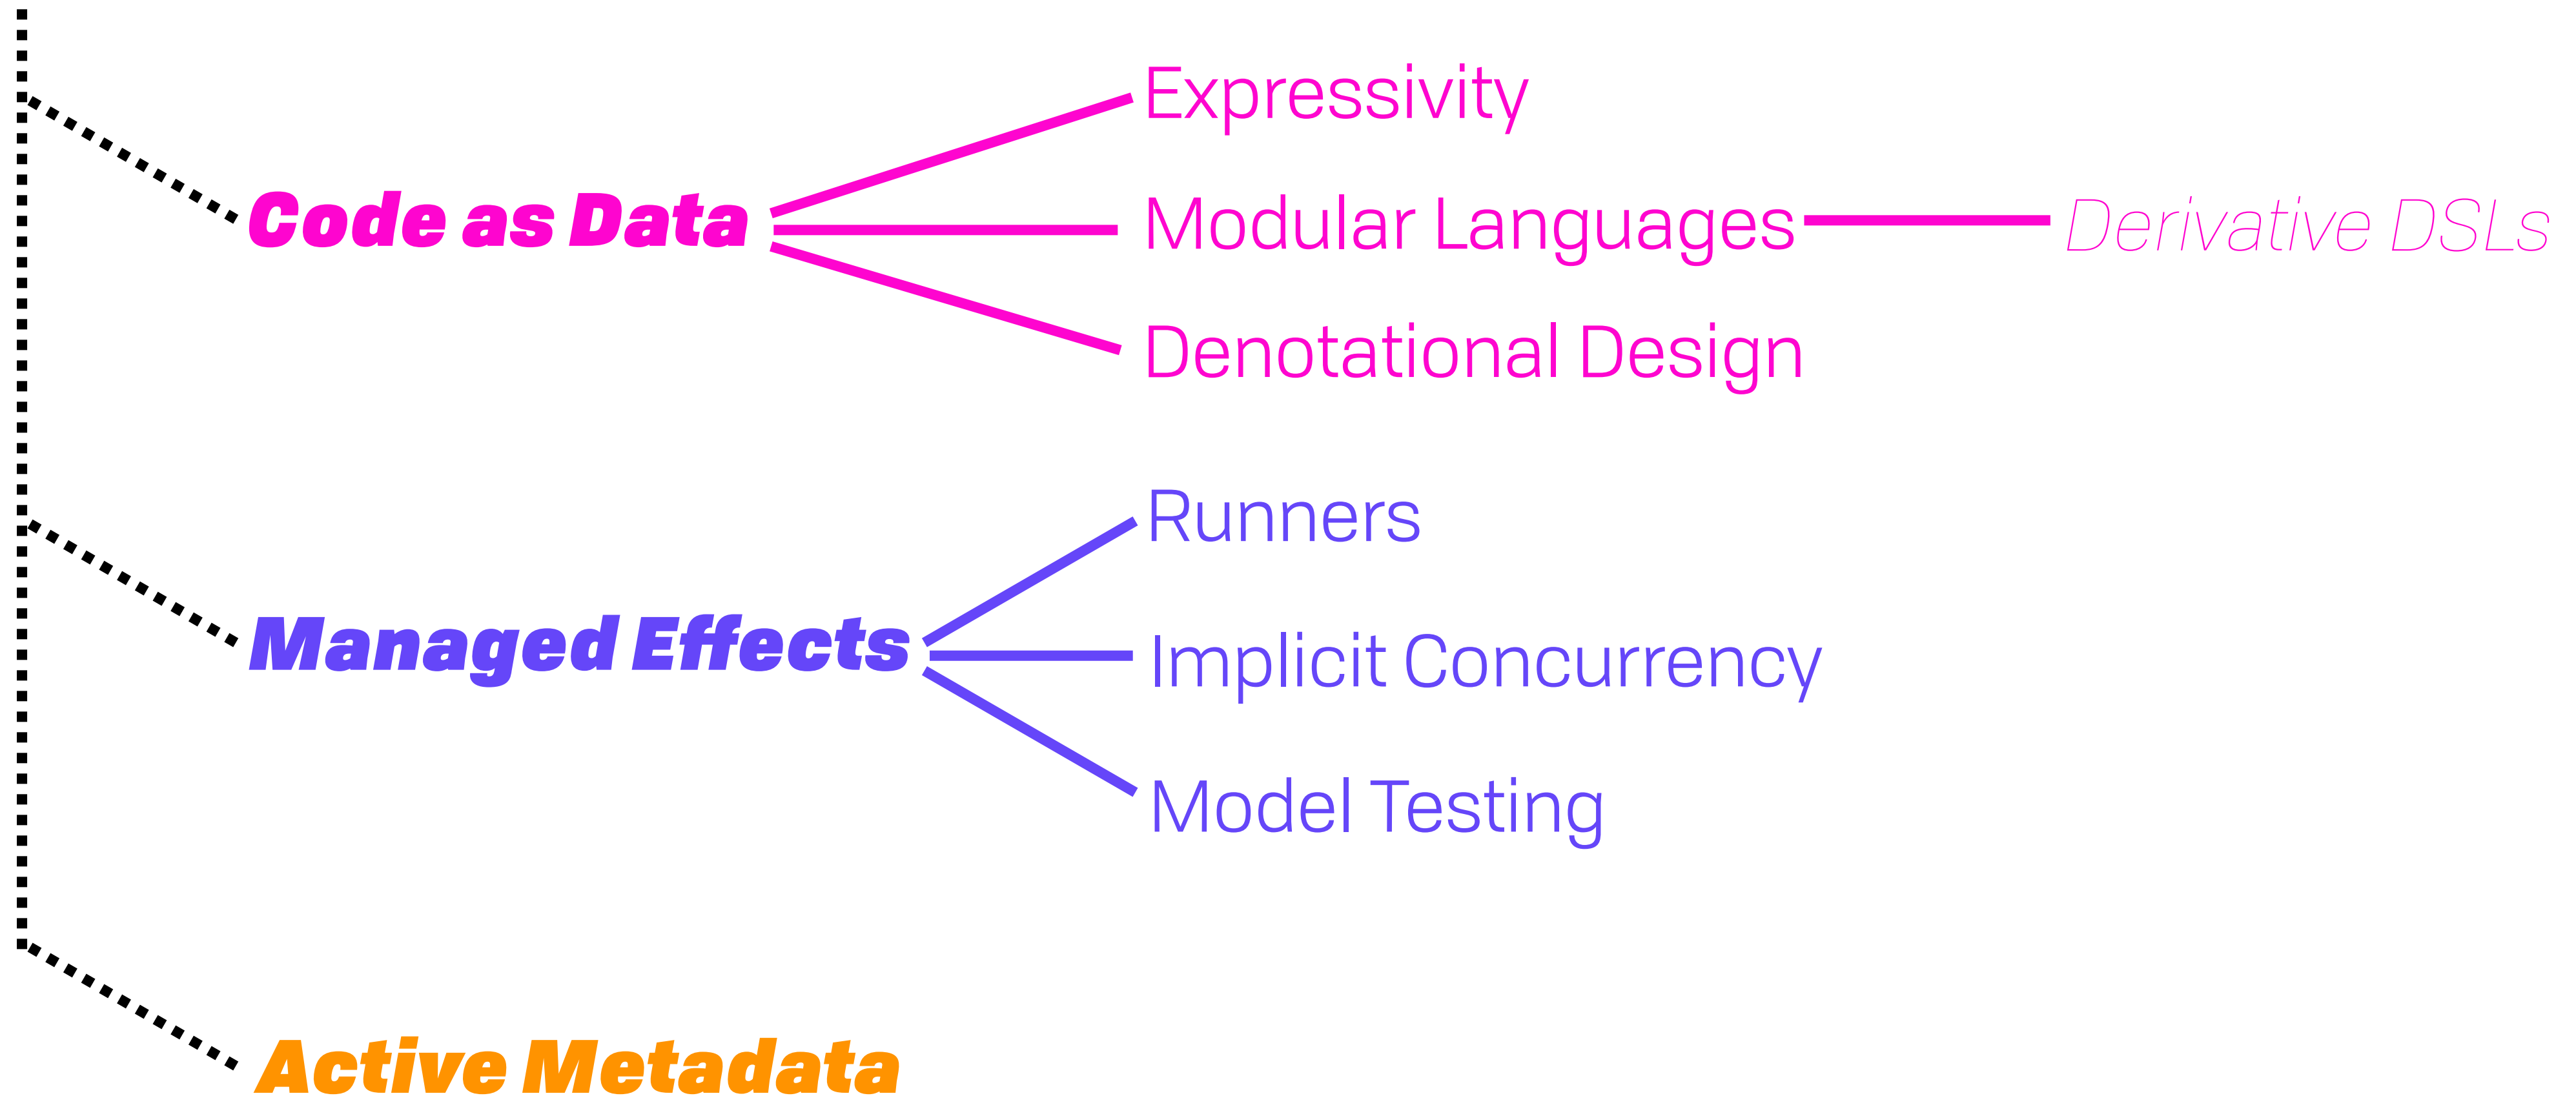 Expressivity
Code as Data
Modular Languages
Derivative DSLs
Denotational Design
Runners
Managed Effects
Implicit Concurrency
Model Testing
Active Metadata